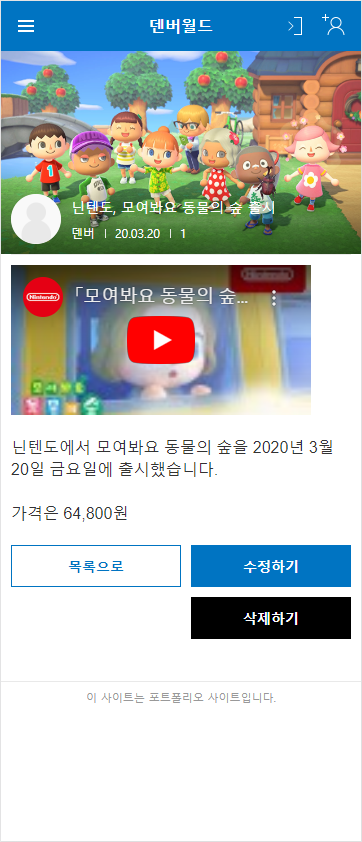 덴버월드
닌텐도, 모여봐요 동물의 숲 출시
덴버 | 20.03.20 | 1
Nintendo
「모여봐요 동물의 숲...
닌텐도에서 모여봐요 동물의 숲을 2020년 3월
20일 금요일에 출시했습니다.
가격은 64,800원
목록으로
수정하기
삭제하기
이 사이트는 포트폴리오 사이트입니다.